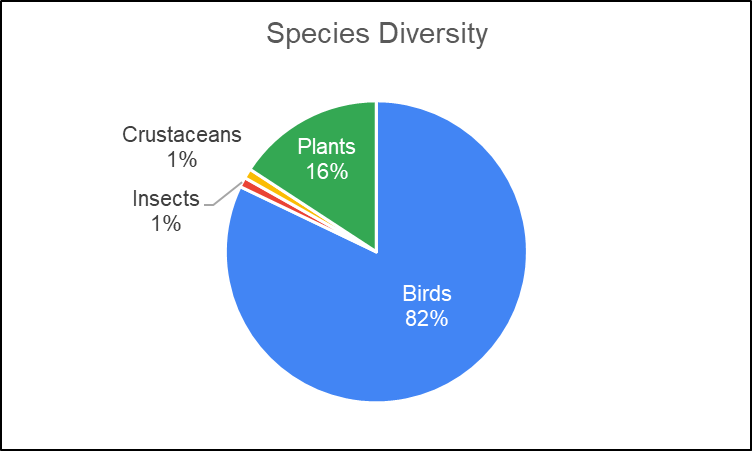 Species Diversity
Crustaceans
1%
Plants
16%
Insects
1%
Birds
82%